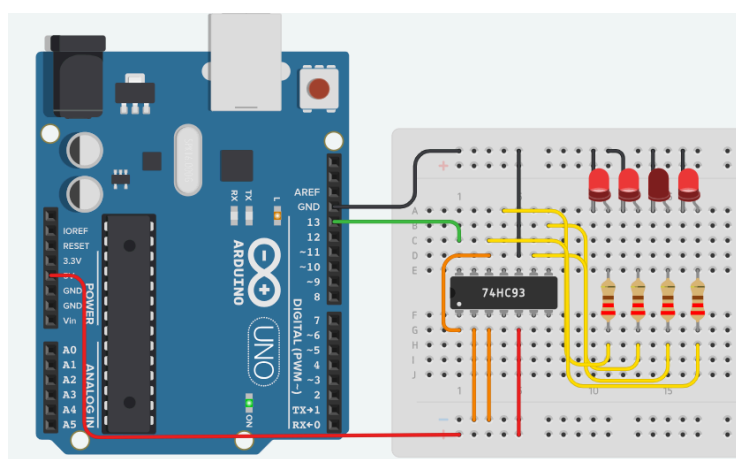 AREF
GND
13
12
~11
~10
~9
8
7
~6
~5
4
~3
2
TX→1
RX←0
DIGITAL (PWM~)
L
TX
RX
ARDUINO
UNO
ON
IOREF
RESET
3.3V
GND
GND
Vin
POWER
A0
A1
A2
A3
A4
A5
ANALOG IN
74HC93
+
1
A
B
C
D
E
F
G
H
I
J
1
10
15